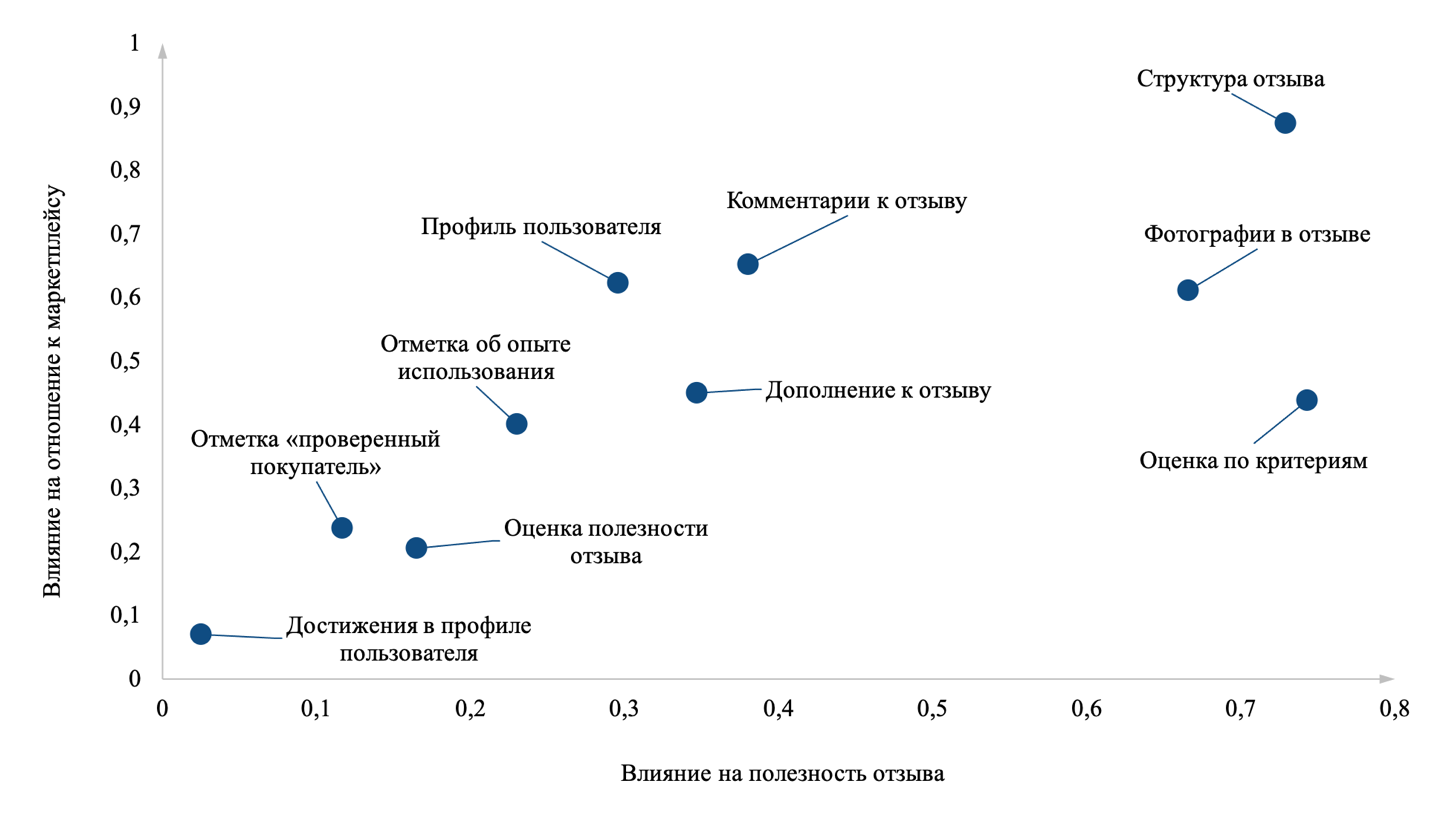 1
0,9
0,8
0,7
0,6
0,5
0,4
0,3
0,2
0,1
0
Влияние на отношение к маркетплейсу
Структура отзыва
Комментарии к отзыву
Профиль пользователя
Фотографии в отзыве
Отметка об опыте
использования
Дополнение к отзыву
Отметка «проверенный
покупатель»
Оценка по критериям
Оценка полезности
отзыва
Достижения в профиле
пользователя
0
0,1
0,2
0,3
0,4
0,5
0,6
0,7
0,8
Влияние на полезность отзыва